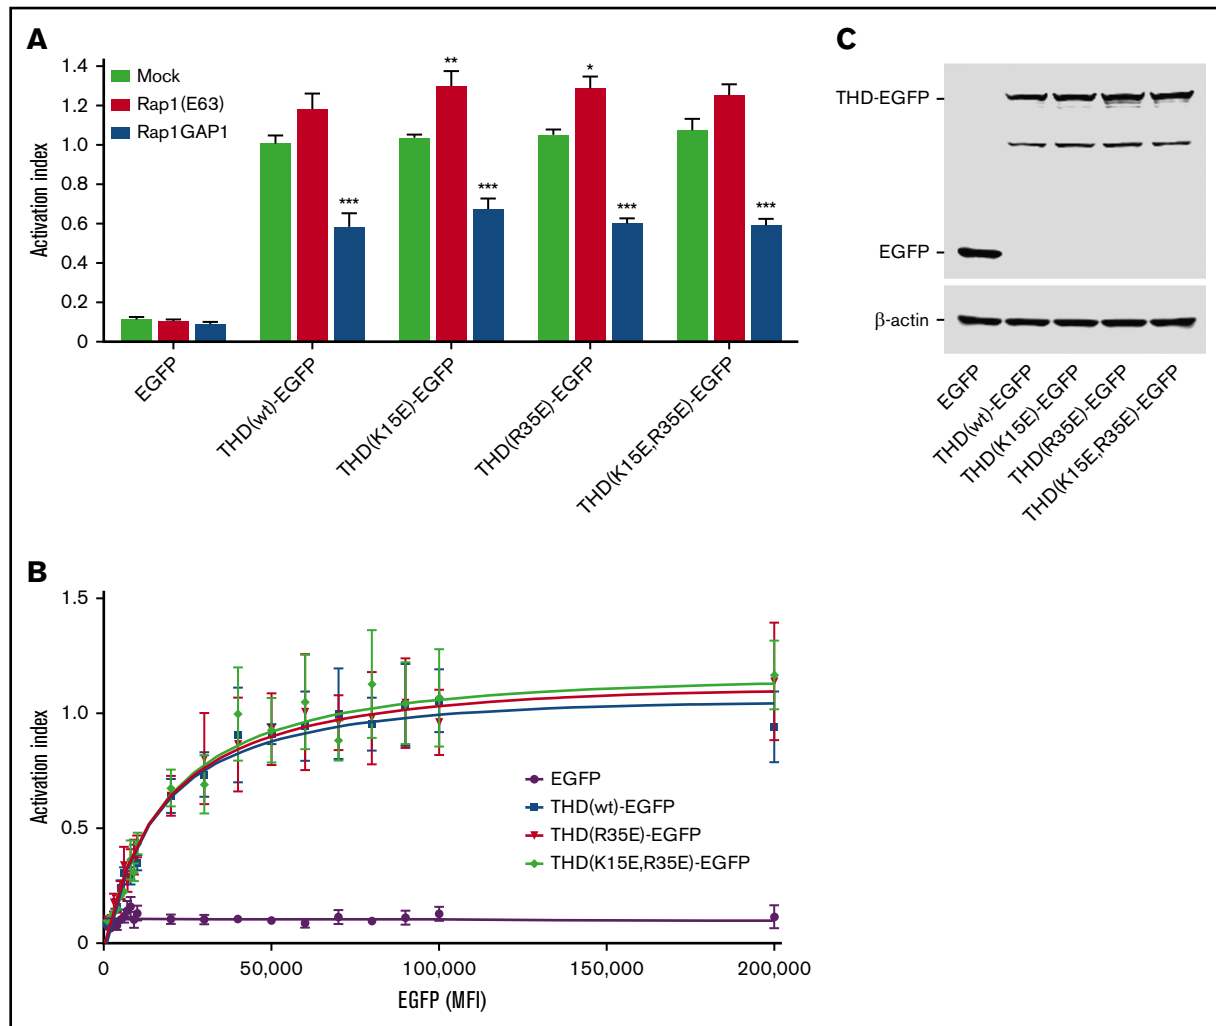 A
Activation index
1.4
1.2
1.0
0.8
0.6
0.4
0.2
0
Mock
Rap1(E63)
Rap1GAP1
***
**
***
*
***
***
EGFP
THD(wt)-EGFP
THD(K15E)-EGFP
THD(R35E)-EGFP
THD(K15E,R35E)-EGFP
C
THD-EGFP
EGFP
β-actin
EGFP
THD(wt)-EGFP
THD(K15E)-EGFP
THD(R35E)-EGFP
THD(K15E,R35E)-EGFP
B
Activation index
1.5
1.0
0.5
0
EGFP
THD(wt)-EGFP
THD(R35E)-EGFP
THD(K15E,R35E)-EGFP
0 50,000 100,000 150,000 200,000
EGFP (MFI)